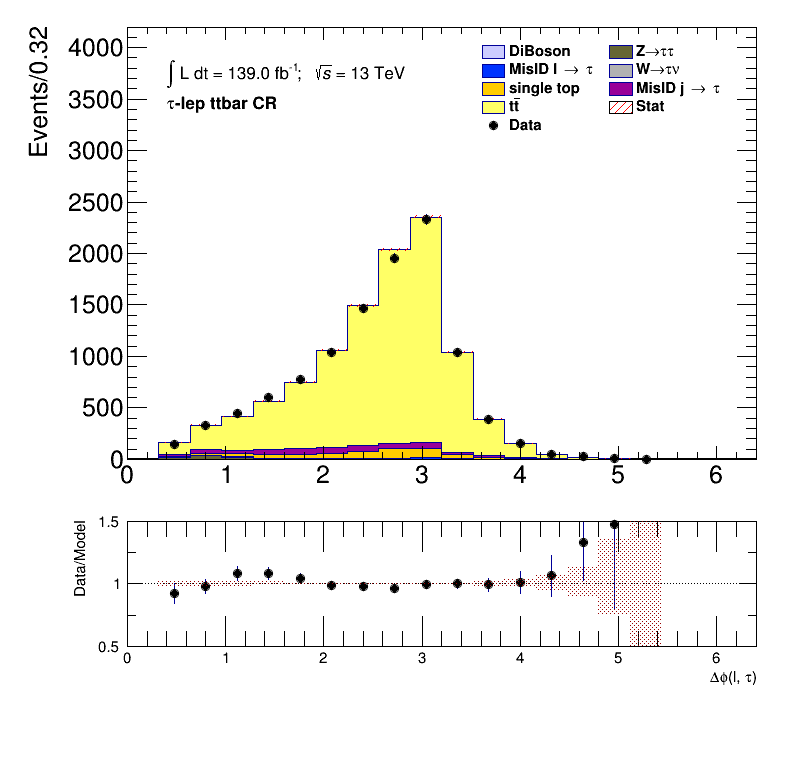 Events/0.32
4000
3500
3000
2500
2000
1500
1000
500
0
0 1 2 3 4 5 6
∫ L dt = 139.0 fb⁻¹; √s = 13 TeV
τ-lep ttbar CR
DiBoson
MisID l → τ
single top
tt̄
Data
Z→ττ
W→τν
MisID j → τ
Stat
Data/Model
1.5
1
0.5
0 1 2 3 4 5 6
Δϕ(l, τ)